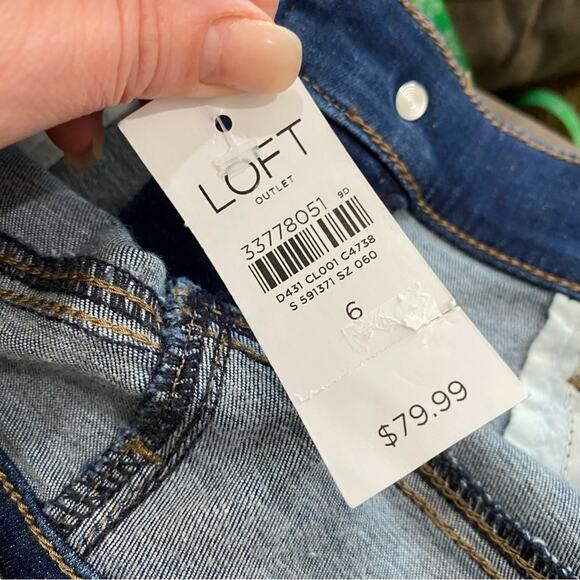 LOFT
OUTLET
33778051 9D
D431 CL001 C4738
S 591371 SZ 060
6
$79.99